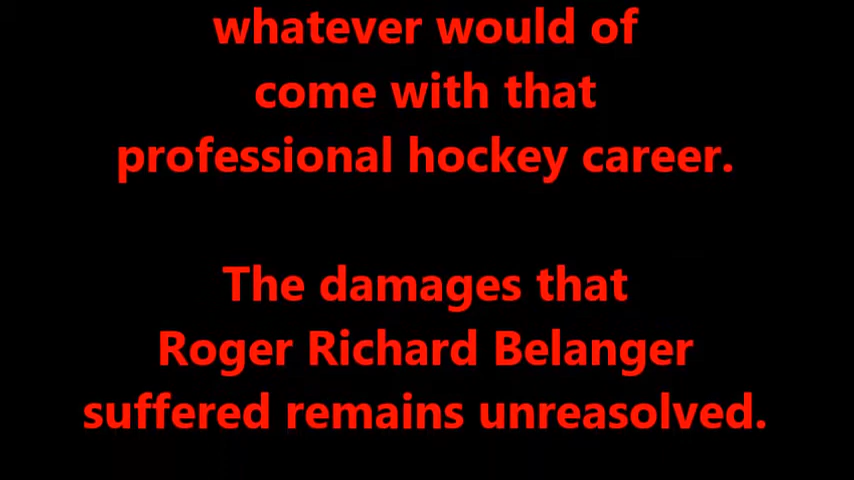 whatever would of
come with that
professional hockey career.
The damages that
Roger Richard Belanger
suffered remains unreasolved.